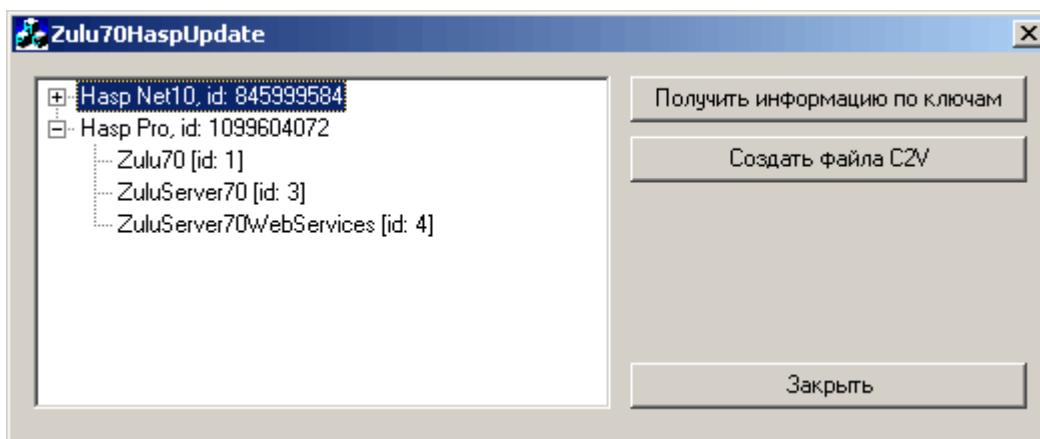 Zulu70HaspUpdate
Hasp Net10, id: 845999584
Hasp Pro, id: 1099604072
Zulu70 [id: 1]
ZuluServer70 [id: 3]
ZuluServer70WebServices [id: 4]
Получить информацию по ключам
Создать файла C2V
Закрыть